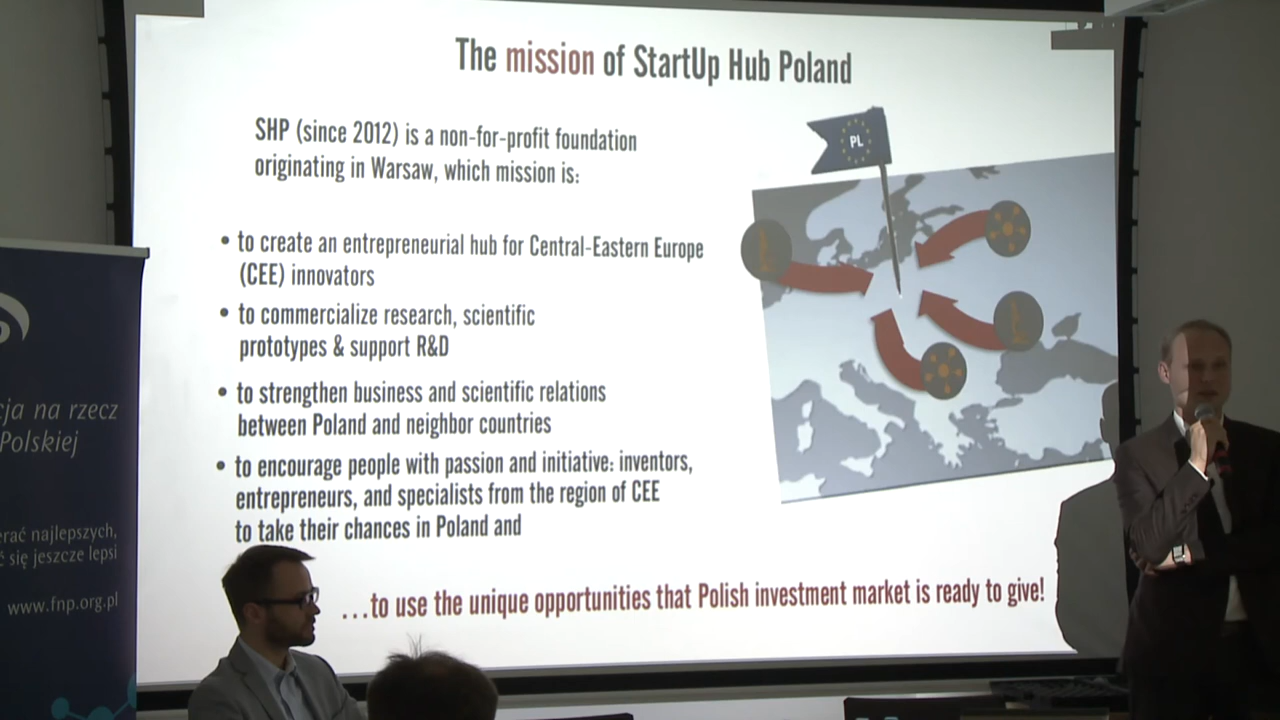 The mission of StartUp Hub Poland
SHP (since 2012) is a non-for-profit foundation
originating in Warsaw, which mission is:
• to create an entrepreneurial hub for Central-Eastern Europe
(CEE) innovators
• to commercialize research, scientific
prototypes & support R&D
• to strengthen business and scientific relations
between Poland and neighbor countries
• to encourage people with passion and initiative: inventors,
entrepreneurs, and specialists from the region of CEE
to take their chances in Poland and
...to use the unique opportunities that Polish investment market is ready to give!
PL
cja na rzecz
Polskiej
erać najlepszych,
ć się jeszcze lepsi
www.fnp.org.pl